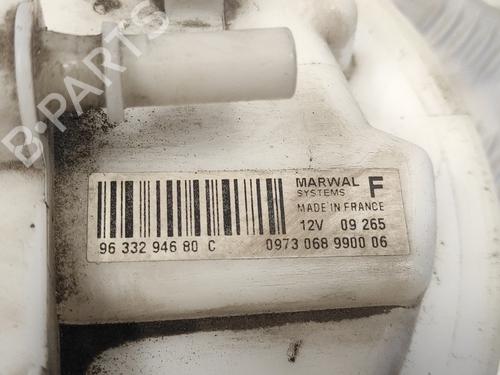 B-PARTS
MARWAL F
SYSTEMS
MADE IN FRANCE
12V 09 265
96 332 946 80 C 0973 068 9900 06